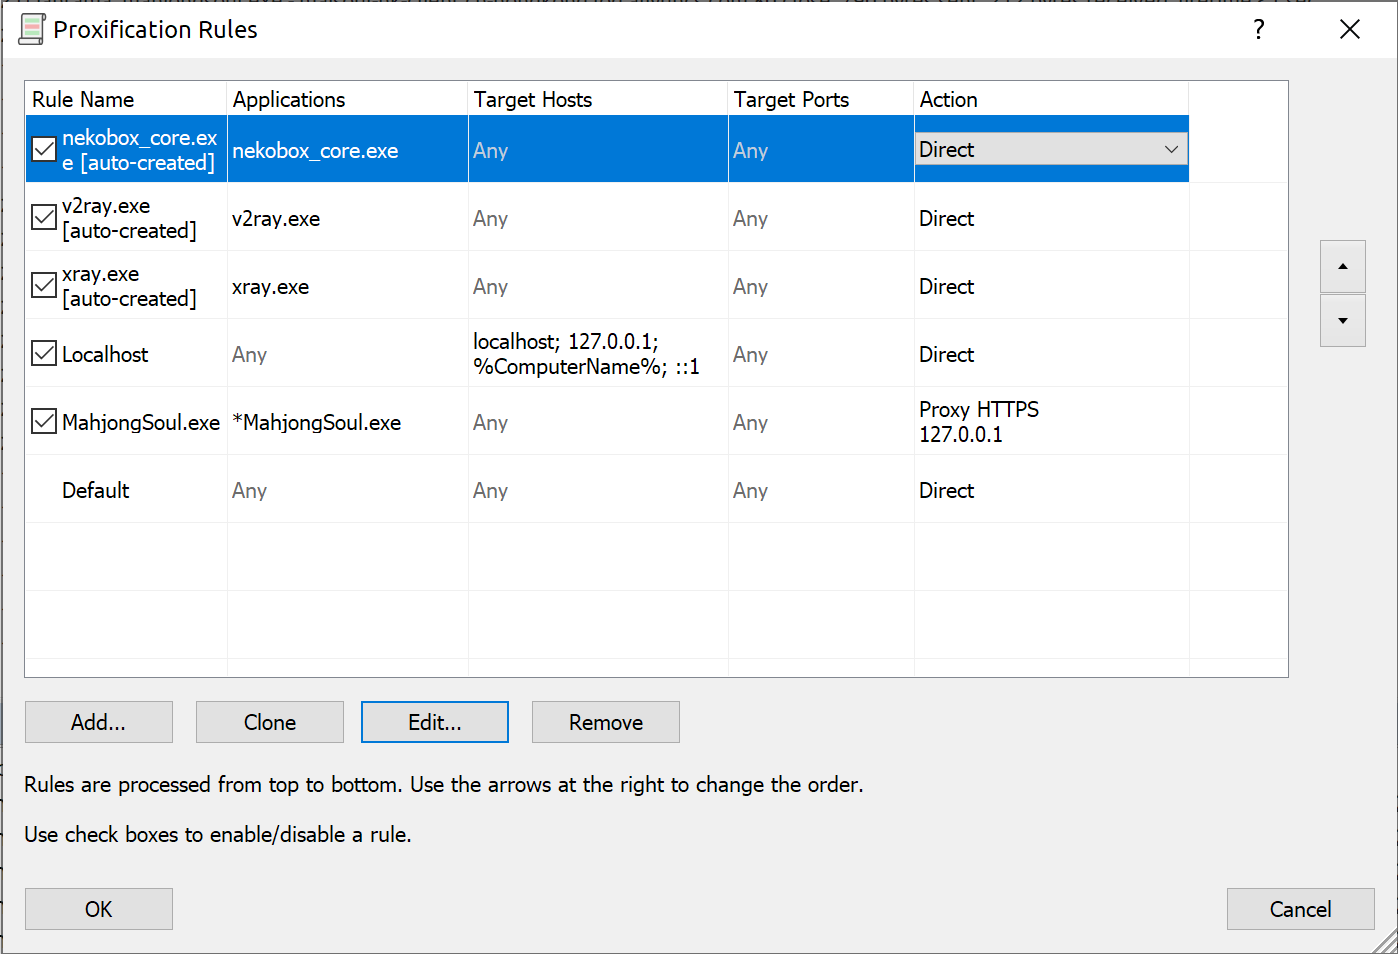 Proxification Rules
?
Rule Name Applications Target Hosts Target Ports Action
nekobox_core.ex
e [auto-created] nekobox_core.exe Any Any Direct
v2ray.exe
[auto-created] v2ray.exe Any Any Direct
xray.exe
[auto-created] xray.exe Any Any Direct
Localhost Any localhost; 127.0.0.1;
%ComputerName%; ::1 Any Direct
MahjongSoul.exe *MahjongSoul.exe Any Any Proxy HTTPS
127.0.0.1
Default Any Any Any Direct
Add... Clone Edit... Remove
Rules are processed from top to bottom. Use the arrows at the right to change the order.
Use check boxes to enable/disable a rule.
OK Cancel